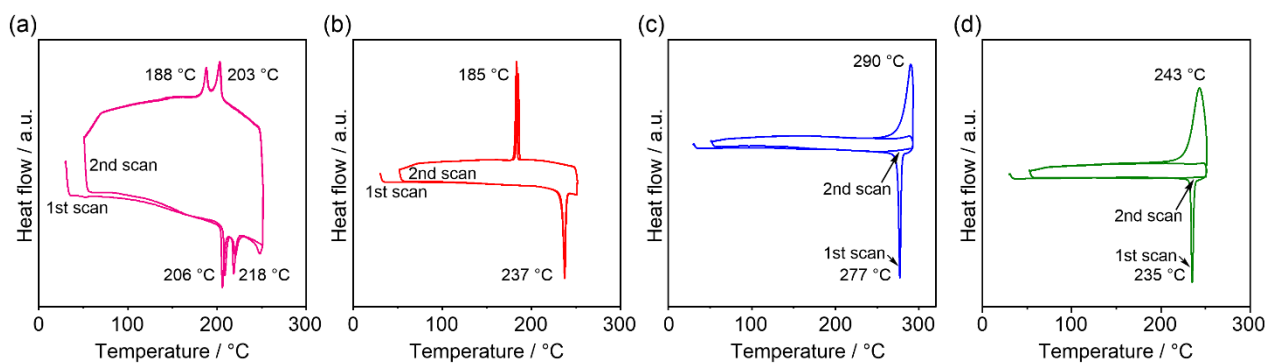 (a)
Heat flow / a.u.
188 °C
203 °C
2nd scan
1st scan
206 °C
218 °C
0
100
200
300
Temperature / °C
(b)
Heat flow / a.u.
185 °C
2nd scan
1st scan
237 °C
0
100
200
300
Temperature / °C
(c)
Heat flow / a.u.
290 °C
2nd scan
1st scan
277 °C
0
100
200
300
Temperature / °C
(d)
Heat flow / a.u.
243 °C
2nd scan
1st scan
235 °C
0
100
200
300
Temperature / °C